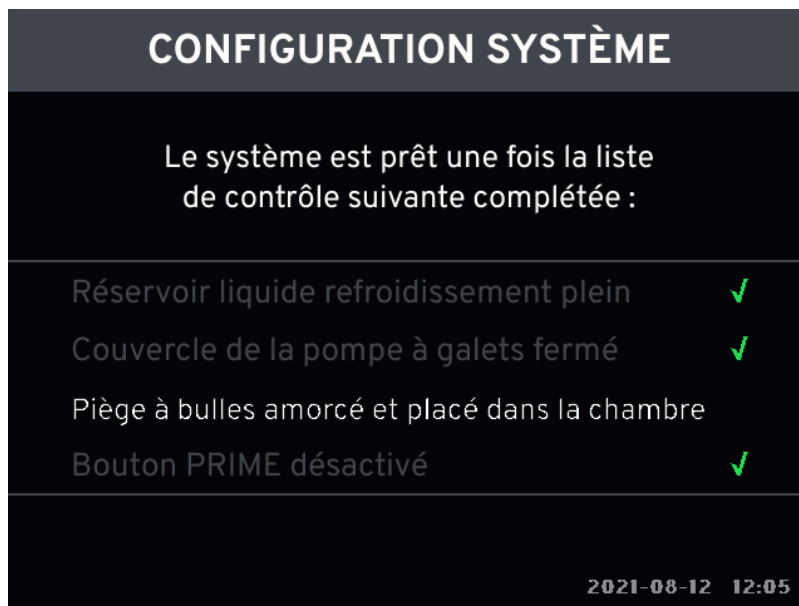 CONFIGURATION SYSTÈME
Le système est prêt une fois la liste
de contrôle suivante complétée :
Réservoir liquide refroidissement plein √
Couvercle de la pompe à galets fermé √
Piège à bulles amorcé et placé dans la chambre
Bouton PRIME désactivé √
2021-08-12 12:05